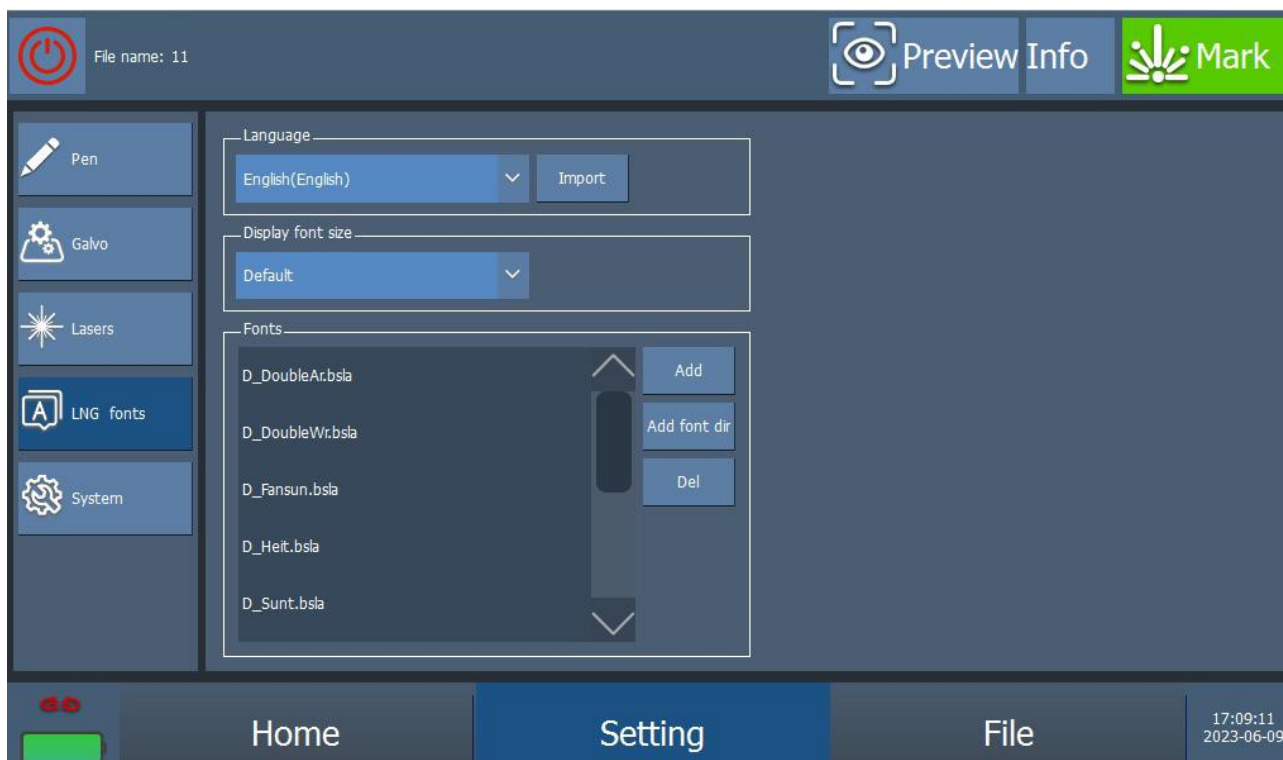 File name: 11
Preview
Info
Mark
Pen
Galvo
Lasers
LNG fonts
System
Language
English(English)
Import
Display font size
Default
Fonts
D_DoubleAr.bsla
D_DoubleWr.bsla
D_Fansun.bsla
D_Heit.bsla
D_Sunt.bsla
Add
Add font dir
Del
Home
Setting
File
17:09:11
2023-06-09